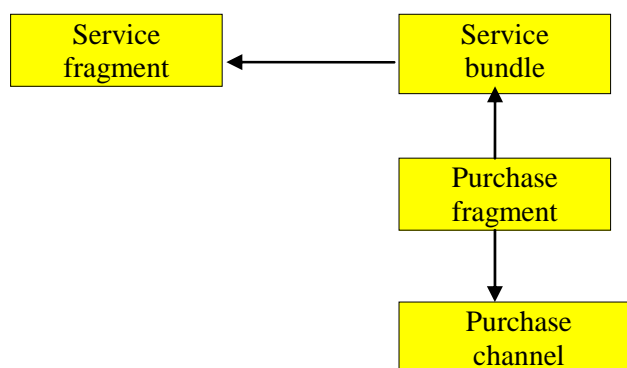 Service
fragment
Service
bundle
Purchase
fragment
Purchase
channel